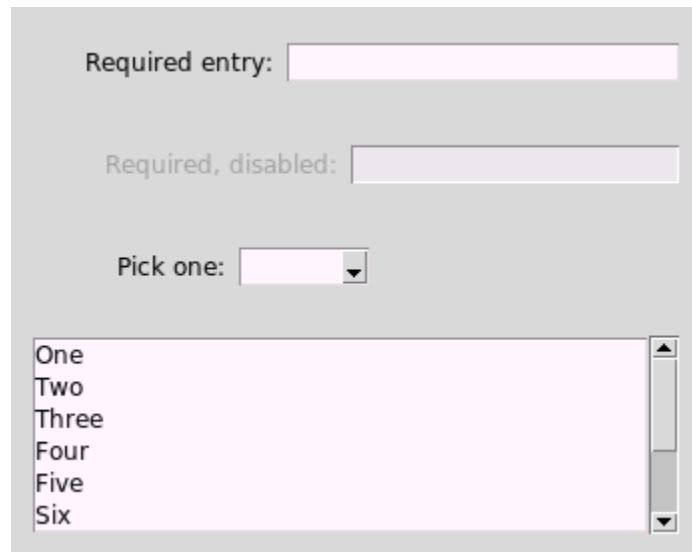 Required entry:
Required, disabled:
Pick one:
One
Two
Three
Four
Five
Six